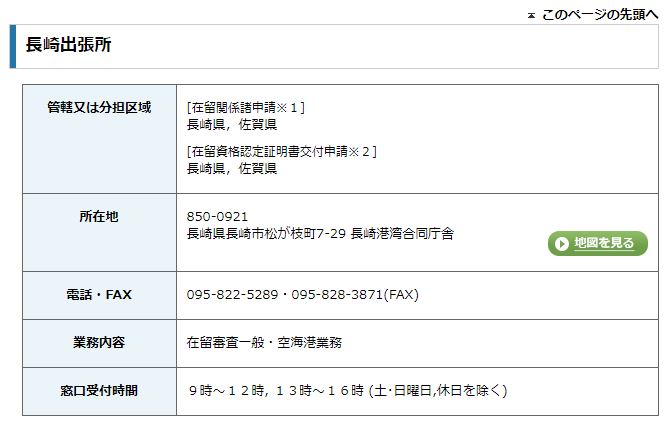 このページの先頭へ
長崎出張所
管轄又は分担区域
[在留関係諸申請※１]
長崎県，佐賀県
[在留資格認定証明書交付申請※２]
長崎県，佐賀県
所在地
850-0921
長崎県長崎市松が枝町7-29 長崎港湾合同庁舎
地図を見る
電話・FAX
095-822-5289・095-828-3871(FAX)
業務内容
在留審査一般・空海港業務
窓口受付時間
９時～１２時，１３時～１６時 (土･日曜日,休日を除く)